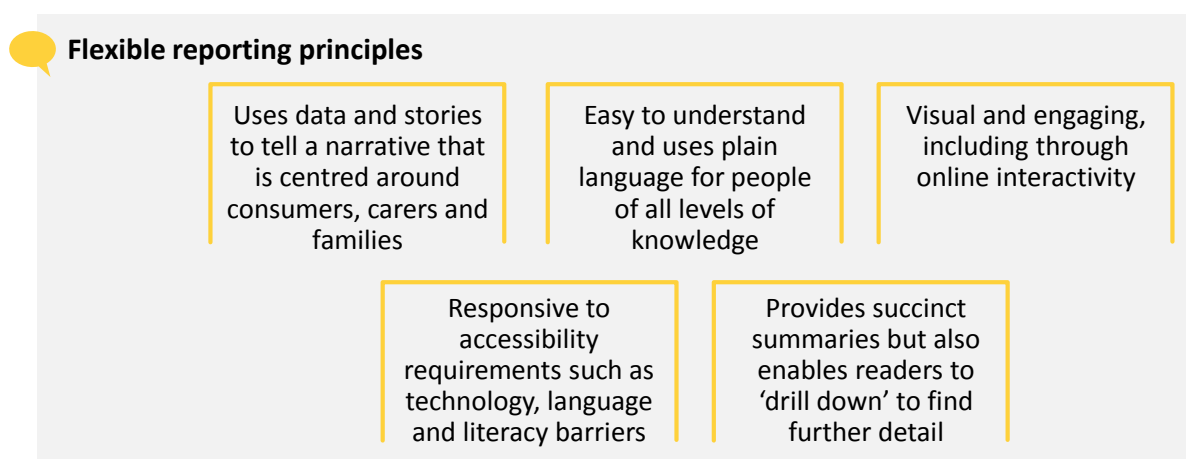 Flexible reporting principles
Uses data and stories
to tell a narrative that
is centred around
consumers, carers and
families
Easy to understand
and uses plain
language for people
of all levels of
knowledge
Visual and engaging,
including through
online interactivity
Responsive to
accessibility
requirements such as
technology, language
and literacy barriers
Provides succinct
summaries but also
enables readers to
‘drill down’ to find
further detail